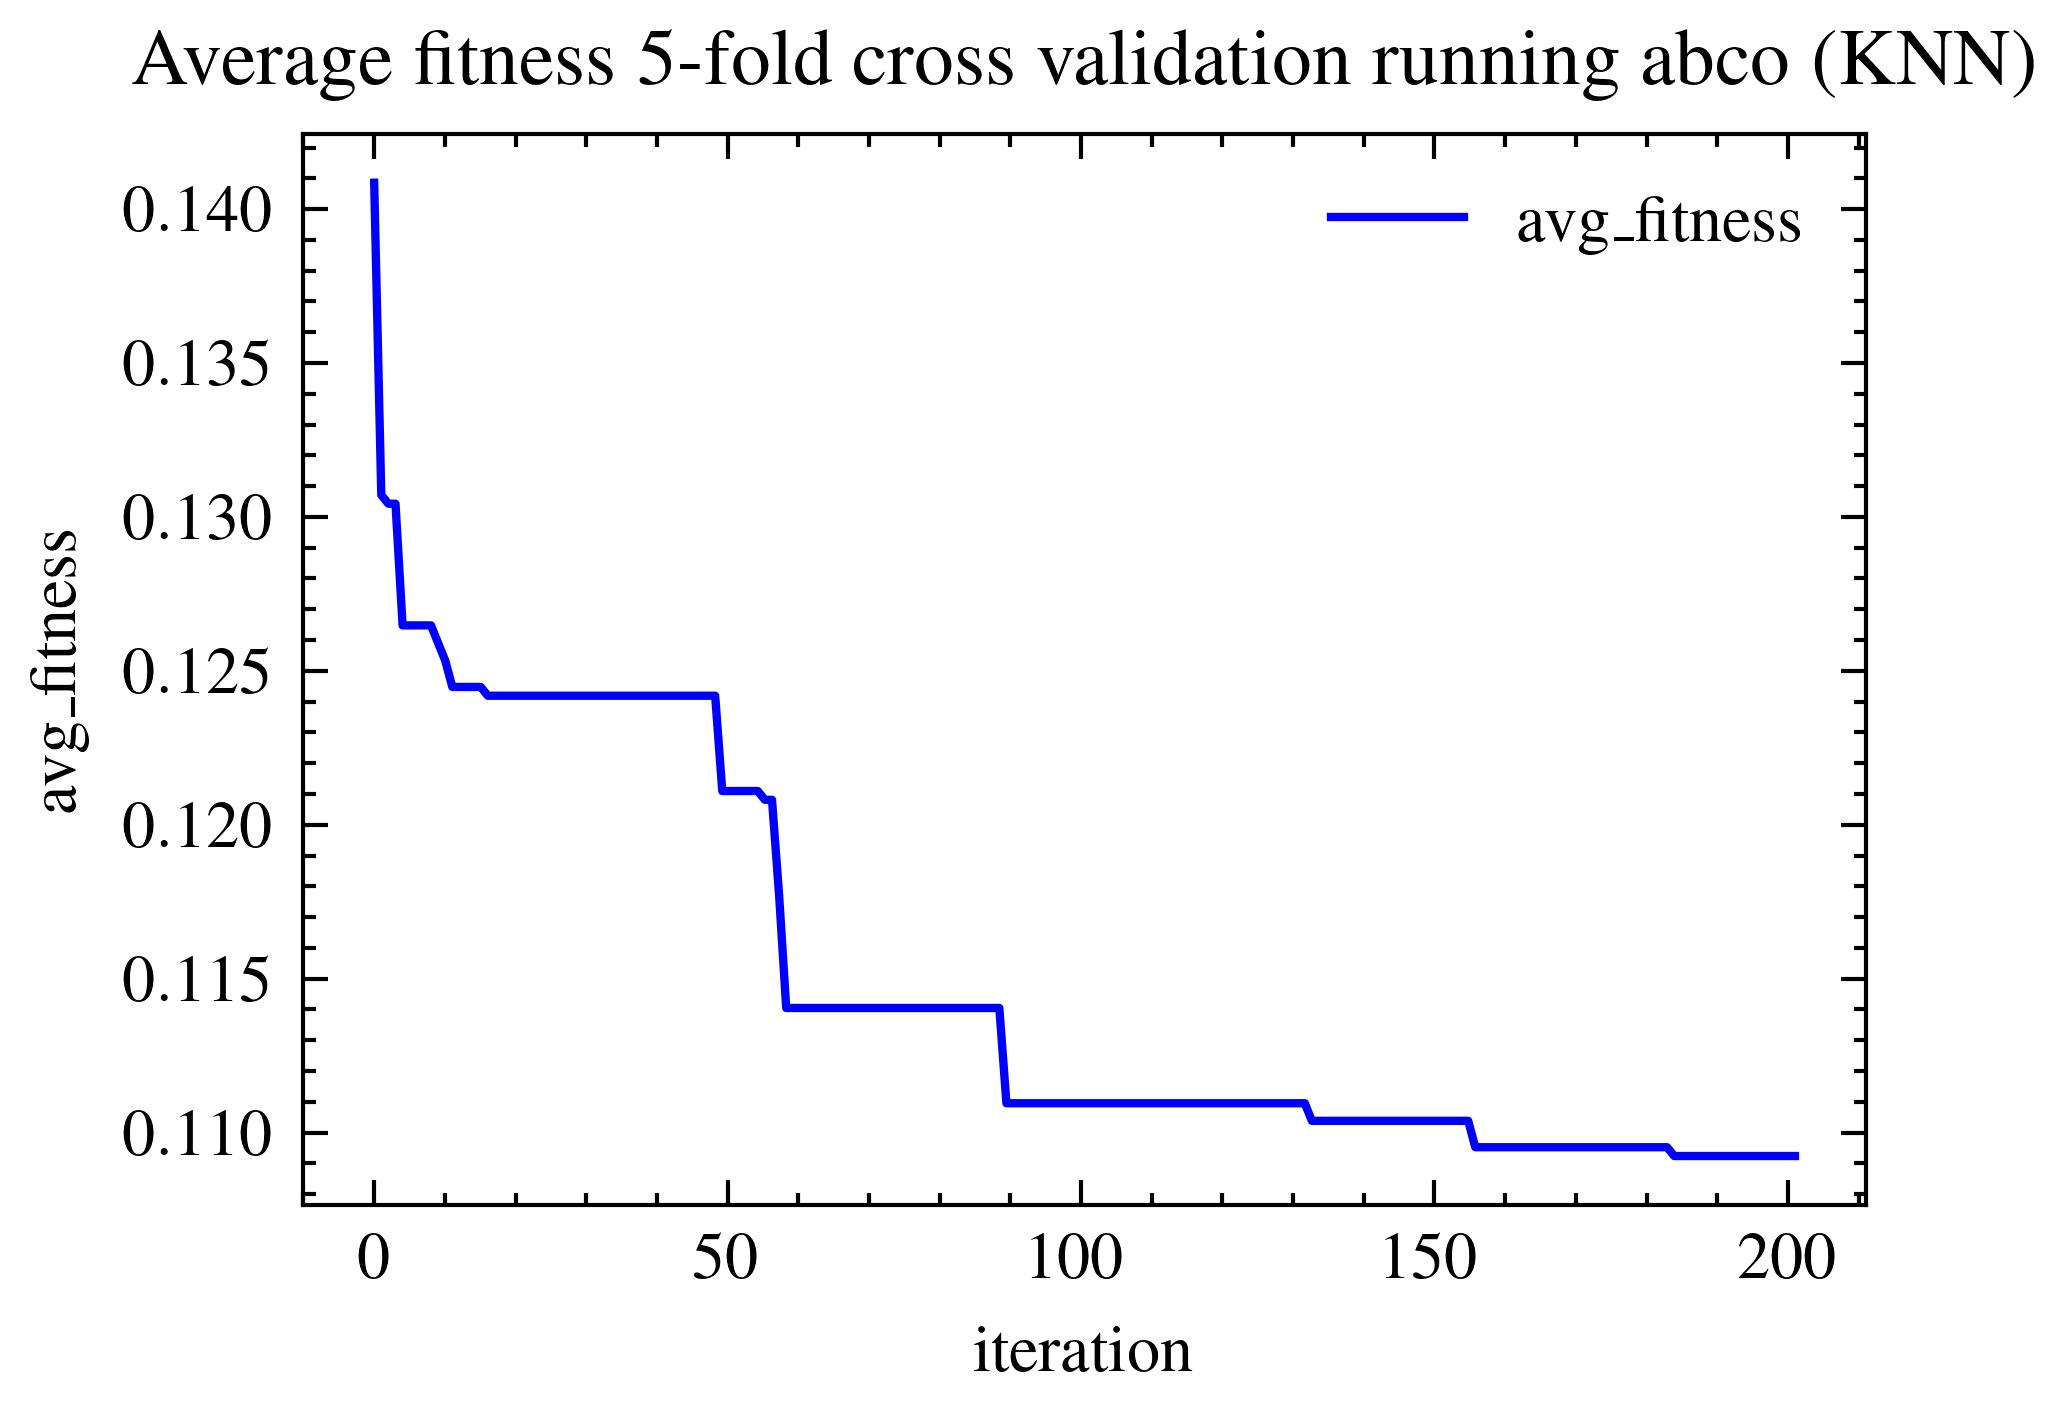 Average fitness 5-fold cross validation running abco (KNN)
avg_fitness
0.140
0.135
0.130
0.125
0.120
0.115
0.110
avg_fitness
0 50 100 150 200
iteration